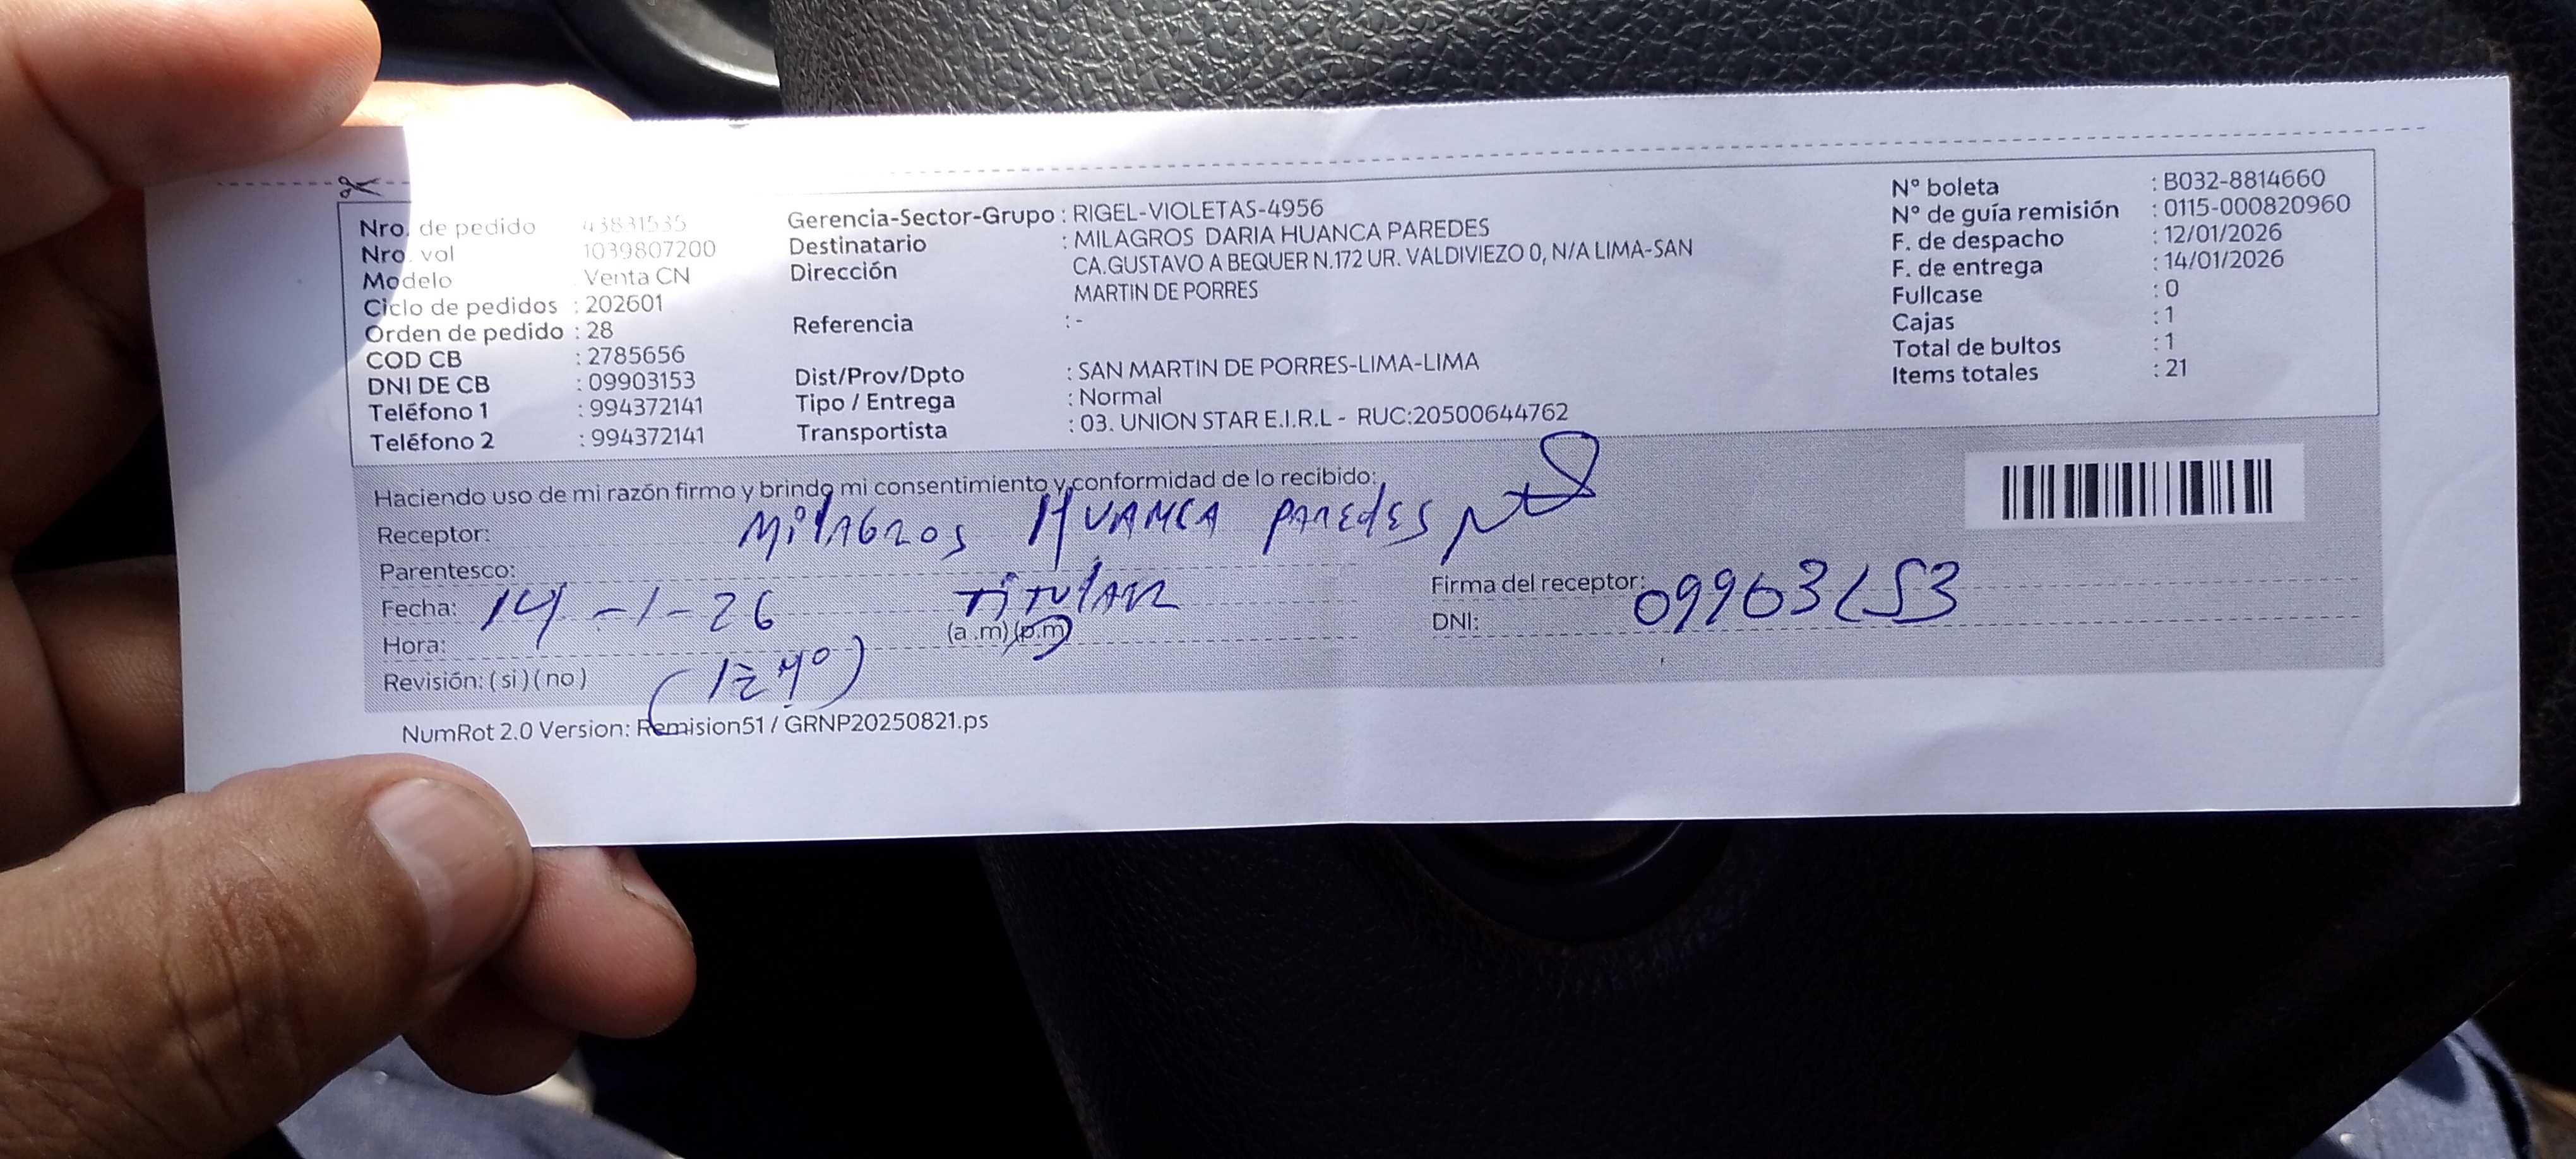 Nro. de pedido 43831535
Nro. vol 1039807200
Modelo Venta CN
Ciclo de pedidos : 202601
Orden de pedido : 28
COD CB : 2785656
DNI DE CB : 09903153
Teléfono 1 : 994372141
Teléfono 2 : 994372141
Gerencia-Sector-Grupo : RIGEL-VIOLETAS-4956
Destinatario : MILAGROS DARIA HUANCA PAREDES
Dirección CA.GUSTAVO A BEQUER N.172 UR. VALDIVIEZO 0, N/A LIMA-SAN
MARTIN DE PORRES
Referencia : -
Dist/Prov/Dpto : SAN MARTIN DE PORRES-LIMA-LIMA
Tipo / Entrega : Normal
Transportista : 03. UNION STAR E.I.R.L - RUC:20500644762
N° boleta : B032-8814660
N° de guía remisión : 0115-000820960
F. de despacho : 12/01/2026
F. de entrega : 14/01/2026
Fullcase : 0
Cajas : 1
Total de bultos : 1
Items totales : 21
Haciendo uso de mi razón firmo y brindo mi consentimiento y conformidad de lo recibido:
Receptor: Milagros HUANCA PAREDES
Parentesco: TiTulAR
Fecha: 14-1-26
Hora: (12 40) (a.m) (p.m)
Revisión: (si) (no)
Firma del receptor:
DNI: 09903153
NumRot 2.0 Version: Remision51 / GRNP20250821.ps